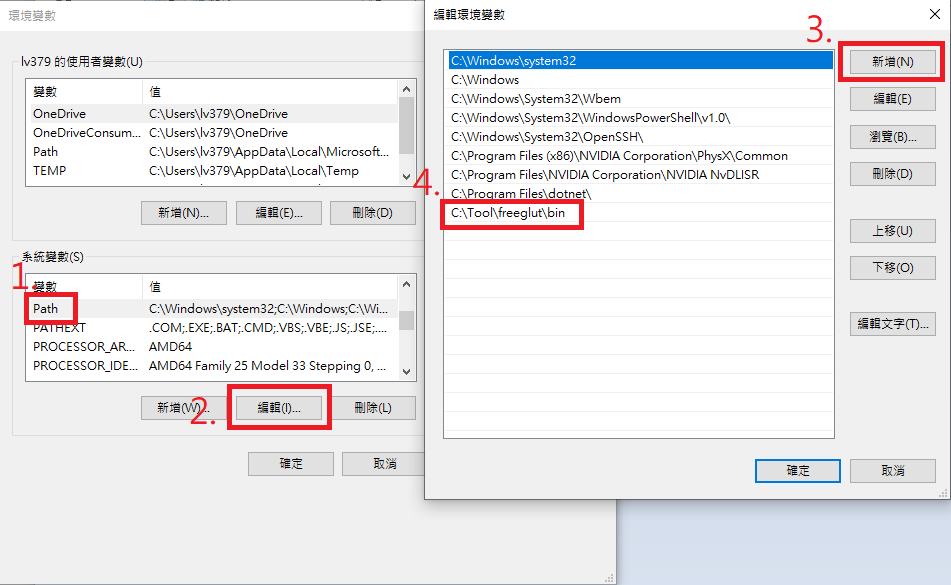 環境變數
lv379 的使用者變數(U)
變數 值
OneDrive C:\Users\lv379\OneDrive
OneDriveConsum... C:\Users\lv379\OneDrive
Path C:\Users\lv379\AppData\Local\Microsoft...
TEMP C:\Users\lv379\AppData\Local\Temp
新增(N)... 編輯(E)... 刪除(D)
系統變數(S)
1.
變數 值
Path C:\Windows\system32;C:\Windows;C:\Wi...
PATHEXT .COM;.EXE;.BAT;.CMD;.VBS;.VBE;.JS;.JSE;...
PROCESSOR_AR... AMD64
PROCESSOR_IDE... AMD64 Family 25 Model 33 Stepping 0, ...
新增(W)... 2. 編輯(I)... 刪除(L)
確定 取消
編輯環境變數
3.
C:\Windows\system32
C:\Windows
C:\Windows\System32\Wbem
C:\Windows\System32\WindowsPowerShell\v1.0\
C:\Windows\System32\OpenSSH\
C:\Program Files (x86)\NVIDIA Corporation\PhysX\Common
C:\Program Files\NVIDIA Corporation\NVIDIA NvDLISR
4.
C:\Program Files\dotnet\
C:\Tool\freeglut\bin
新增(N)
編輯(E)
瀏覽(B)...
刪除(D)
上移(U)
下移(O)
編輯文字(T)...
確定 取消